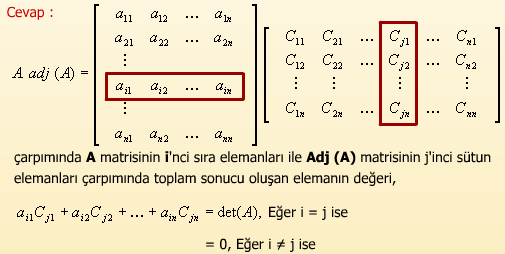 Cevap :
a₁₁ a₁₂ ... a₁ₙ C₁₁ C₂₁ ... Cⱼ₁ ... Cₙ₁
a₂₁ a₂₂ ... a₂ₙ C₁₂ C₂₂ ... Cⱼ₂ ... Cₙ₂
⋮ ⋮ ⋮ ⋮ ⋮
A adj (A) = aᵢ₁ aᵢ₂ ... aᵢₙ
⋮ C₁ₙ C₂ₙ ... Cⱼₙ ... Cₙₙ
aₙ₁ aₙ₂ ... aₙₙ
çarpımında A matrisinin i'nci sıra elemanları ile Adj (A) matrisinin j'inci sütun
elemanları çarpımında toplam sonucu oluşan elemanın değeri,
aᵢ₁Cⱼ₁ + aᵢ₂Cⱼ₂ + ... + aᵢₙCⱼₙ = det(A), Eğer i = j ise
= 0, Eğer i ≠ j ise